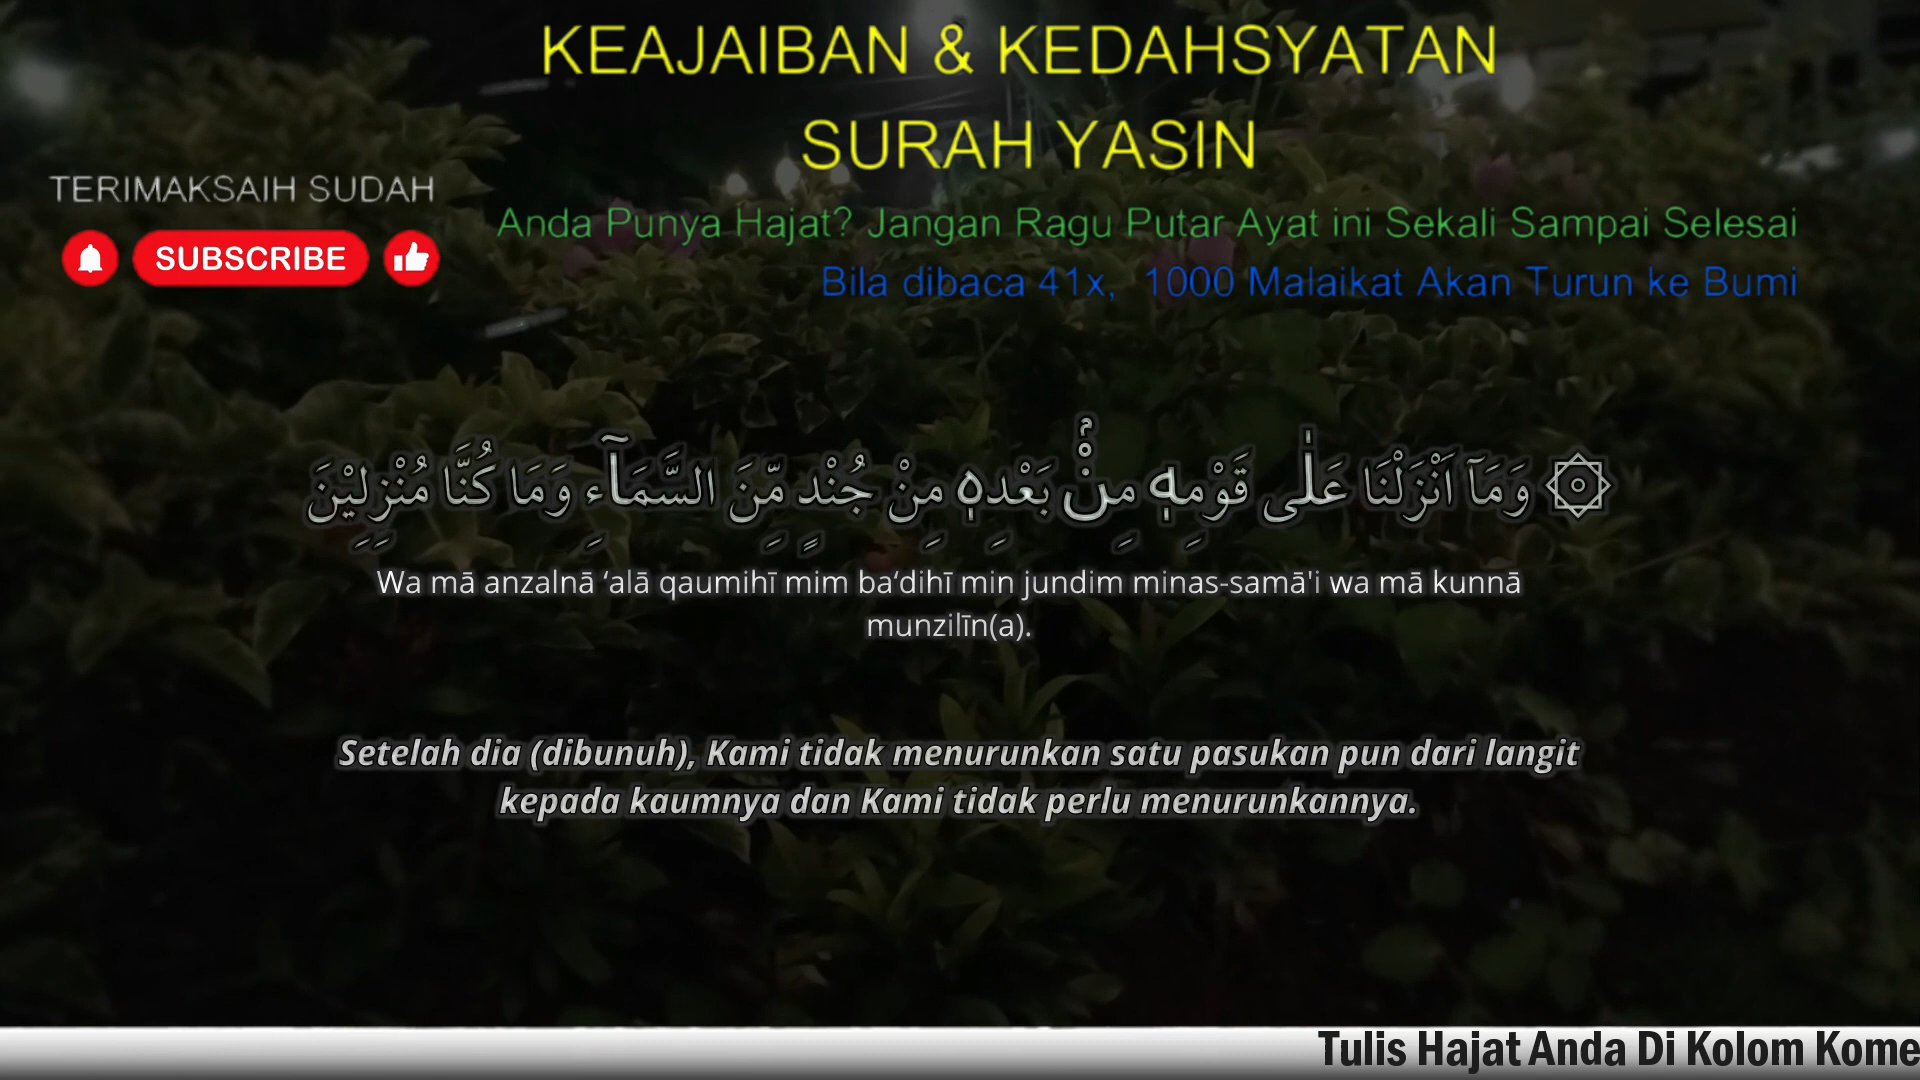 KEAJAIBAN & KEDAHSYATAN
SURAH YASIN
TERIMAKSAIH SUDAH
SUBSCRIBE
Anda Punya Hajat? Jangan Ragu Putar Ayat ini Sekali Sampai Selesai
Bila dibaca 41x, 1000 Malaikat Akan Turun ke Bumi
۞ وَمَآ اَنْزَلْنَا عَلٰى قَوْمِهٖ مِنْۢ بَعْدِهٖ مِنْ جُنْدٍ مِّنَ السَّمَاۤءِ وَمَا كُنَّا مُنْزِلِيْنَ
Wa mā anzalnā ‘alā qaumihī mim ba‘dihī min jundim minas-samā'i wa mā kunnā
munzilīn(a).
Setelah dia (dibunuh), Kami tidak menurunkan satu pasukan pun dari langit
kepada kaumnya dan Kami tidak perlu menurunkannya.
Tulis Hajat Anda Di Kolom Kome